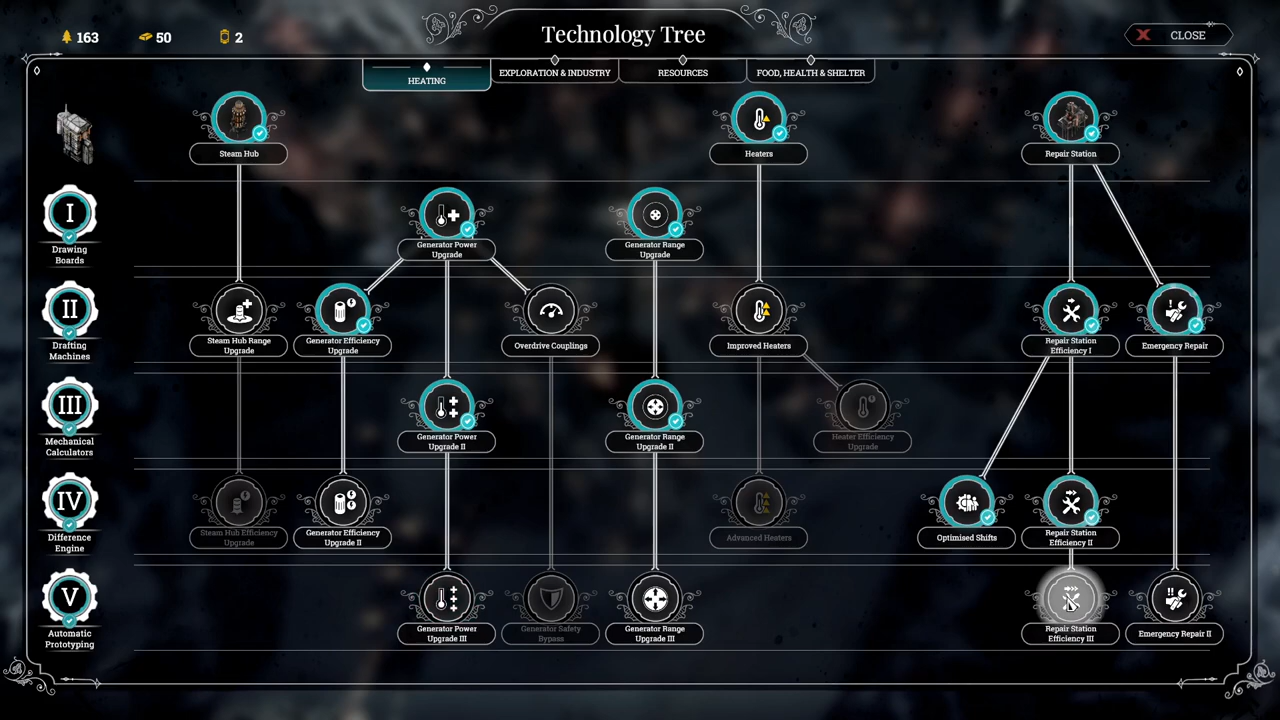 163
50
2
Technology Tree
CLOSE
HEATING
EXPLORATION & INDUSTRY
RESOURCES
FOOD, HEALTH & SHELTER
Steam Hub
Heaters
Repair Station
I
Drawing
Boards
Generator Power
Upgrade
Generator Range
Upgrade
II
Drafting
Machines
Steam Hub Range
Upgrade
Generator Efficiency
Upgrade
Overdrive Couplings
Improved Heaters
Repair Station
Efficiency I
Emergency Repair
III
Mechanical
Calculators
Generator Power
Upgrade II
Generator Range
Upgrade II
Heater Efficiency
Upgrade
IV
Difference
Engine
Steam Hub Efficiency
Upgrade
Generator Efficiency
Upgrade II
Advanced Heaters
Optimised Shifts
Repair Station
Efficiency II
V
Automatic
Prototyping
Generator Power
Upgrade III
Generator Safety
Bypass
Generator Range
Upgrade III
Repair Station
Efficiency III
Emergency Repair II